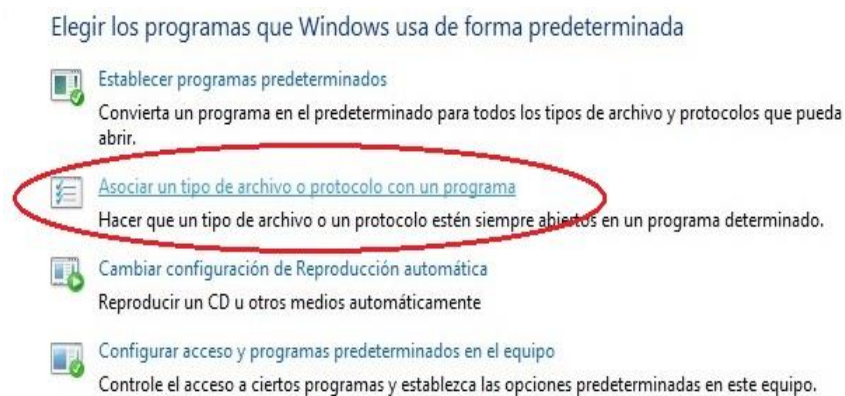 Elegir los programas que Windows usa de forma predeterminada
Establecer programas predeterminados
Convierta un programa en el predeterminado para todos los tipos de archivo y protocolos que pueda
abrir.
Asociar un tipo de archivo o protocolo con un programa
Hacer que un tipo de archivo o un protocolo estén siempre abiertos en un programa determinado.
Cambiar configuración de Reproducción automática
Reproducir un CD u otros medios automáticamente
Configurar acceso y programas predeterminados en el equipo
Controle el acceso a ciertos programas y establezca las opciones predeterminadas en este equipo.